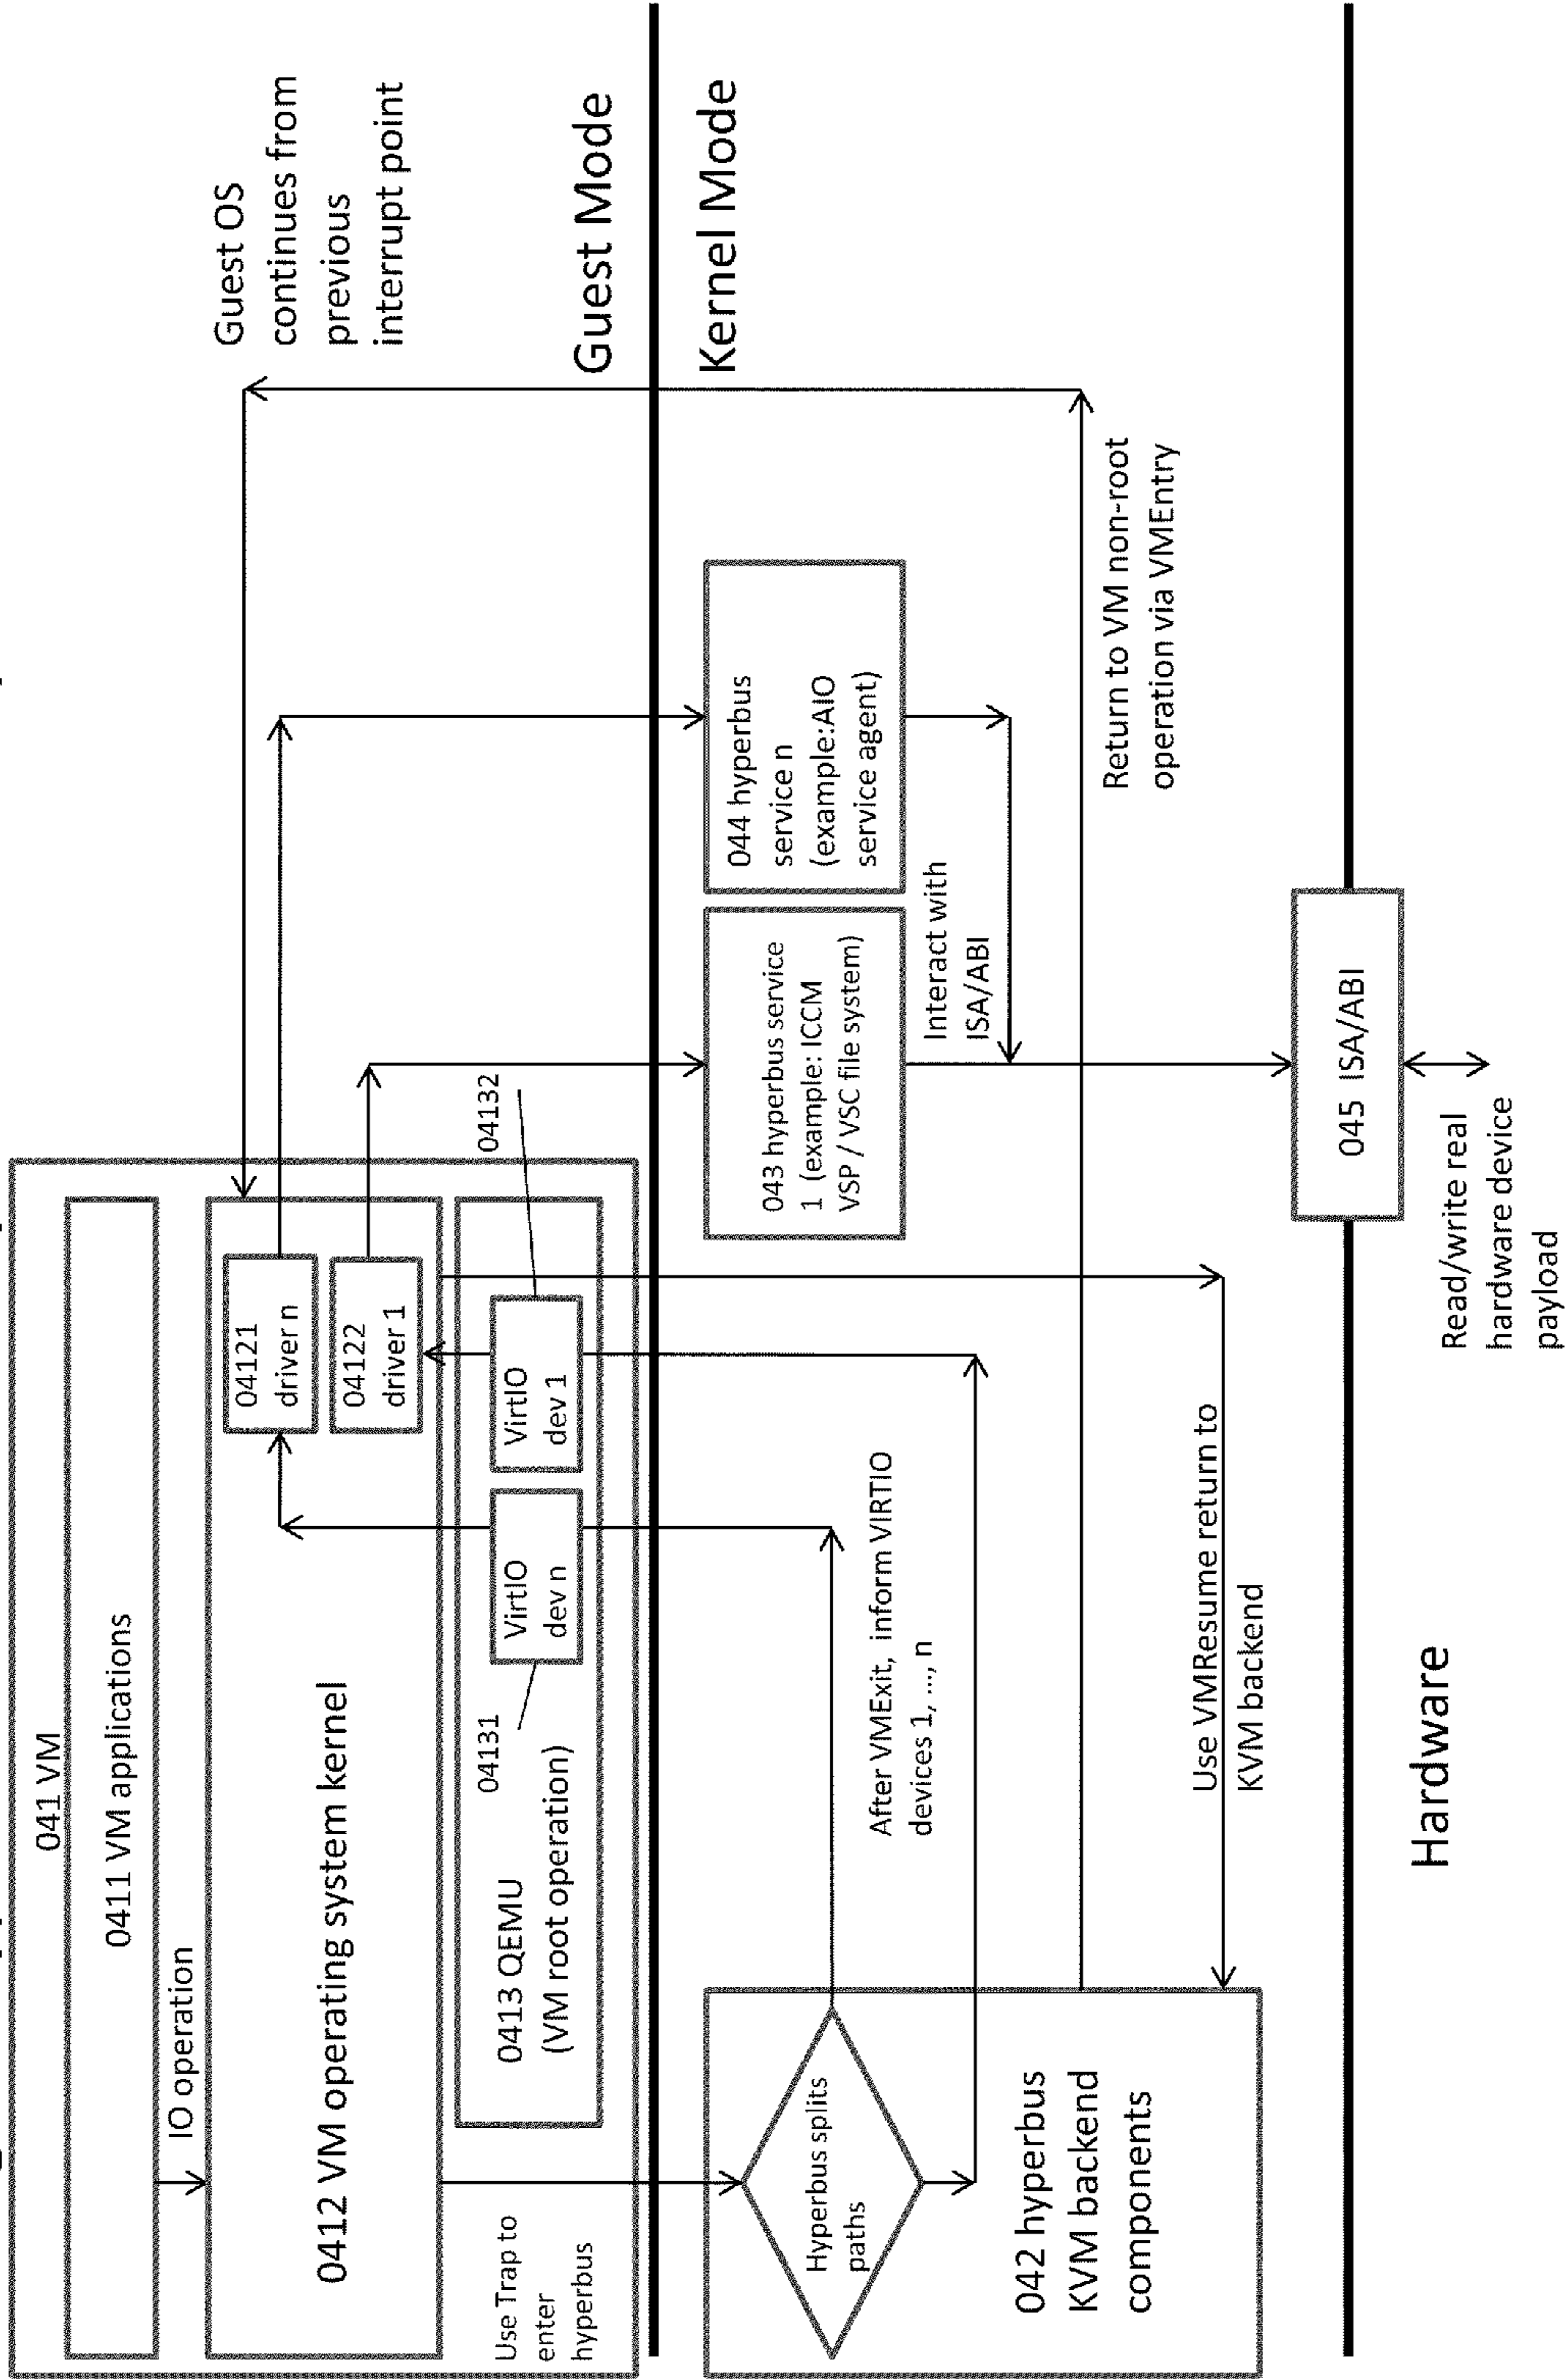 041 VM
0411 VM applications
IO operation
0412 VM operating system kernel
04121
driver n
04122
driver 1
Guest OS
continues from
previous
interrupt point
0413 QEMU
(VM root operation)
04131
VirtIO
dev n
VirtIO
dev 1
04132
Use Trap to
enter
hyperbus
Guest Mode
Kernel Mode
Hyperbus splits
paths
042 hyperbus
KVM backend
components
After VMExit, inform VIRTIO
devices 1, ..., n
043 hyperbus service
1 (example: ICCM
VSP / VSC file system)
044 hyperbus
service n
(example:AIO
service agent)
Interact with
ISA/ABI
Return to VM non-root
operation via VMEntry
Use VMResume return to
KVM backend
045 ISA/ABI
Hardware
Read/write real
hardware device
payload